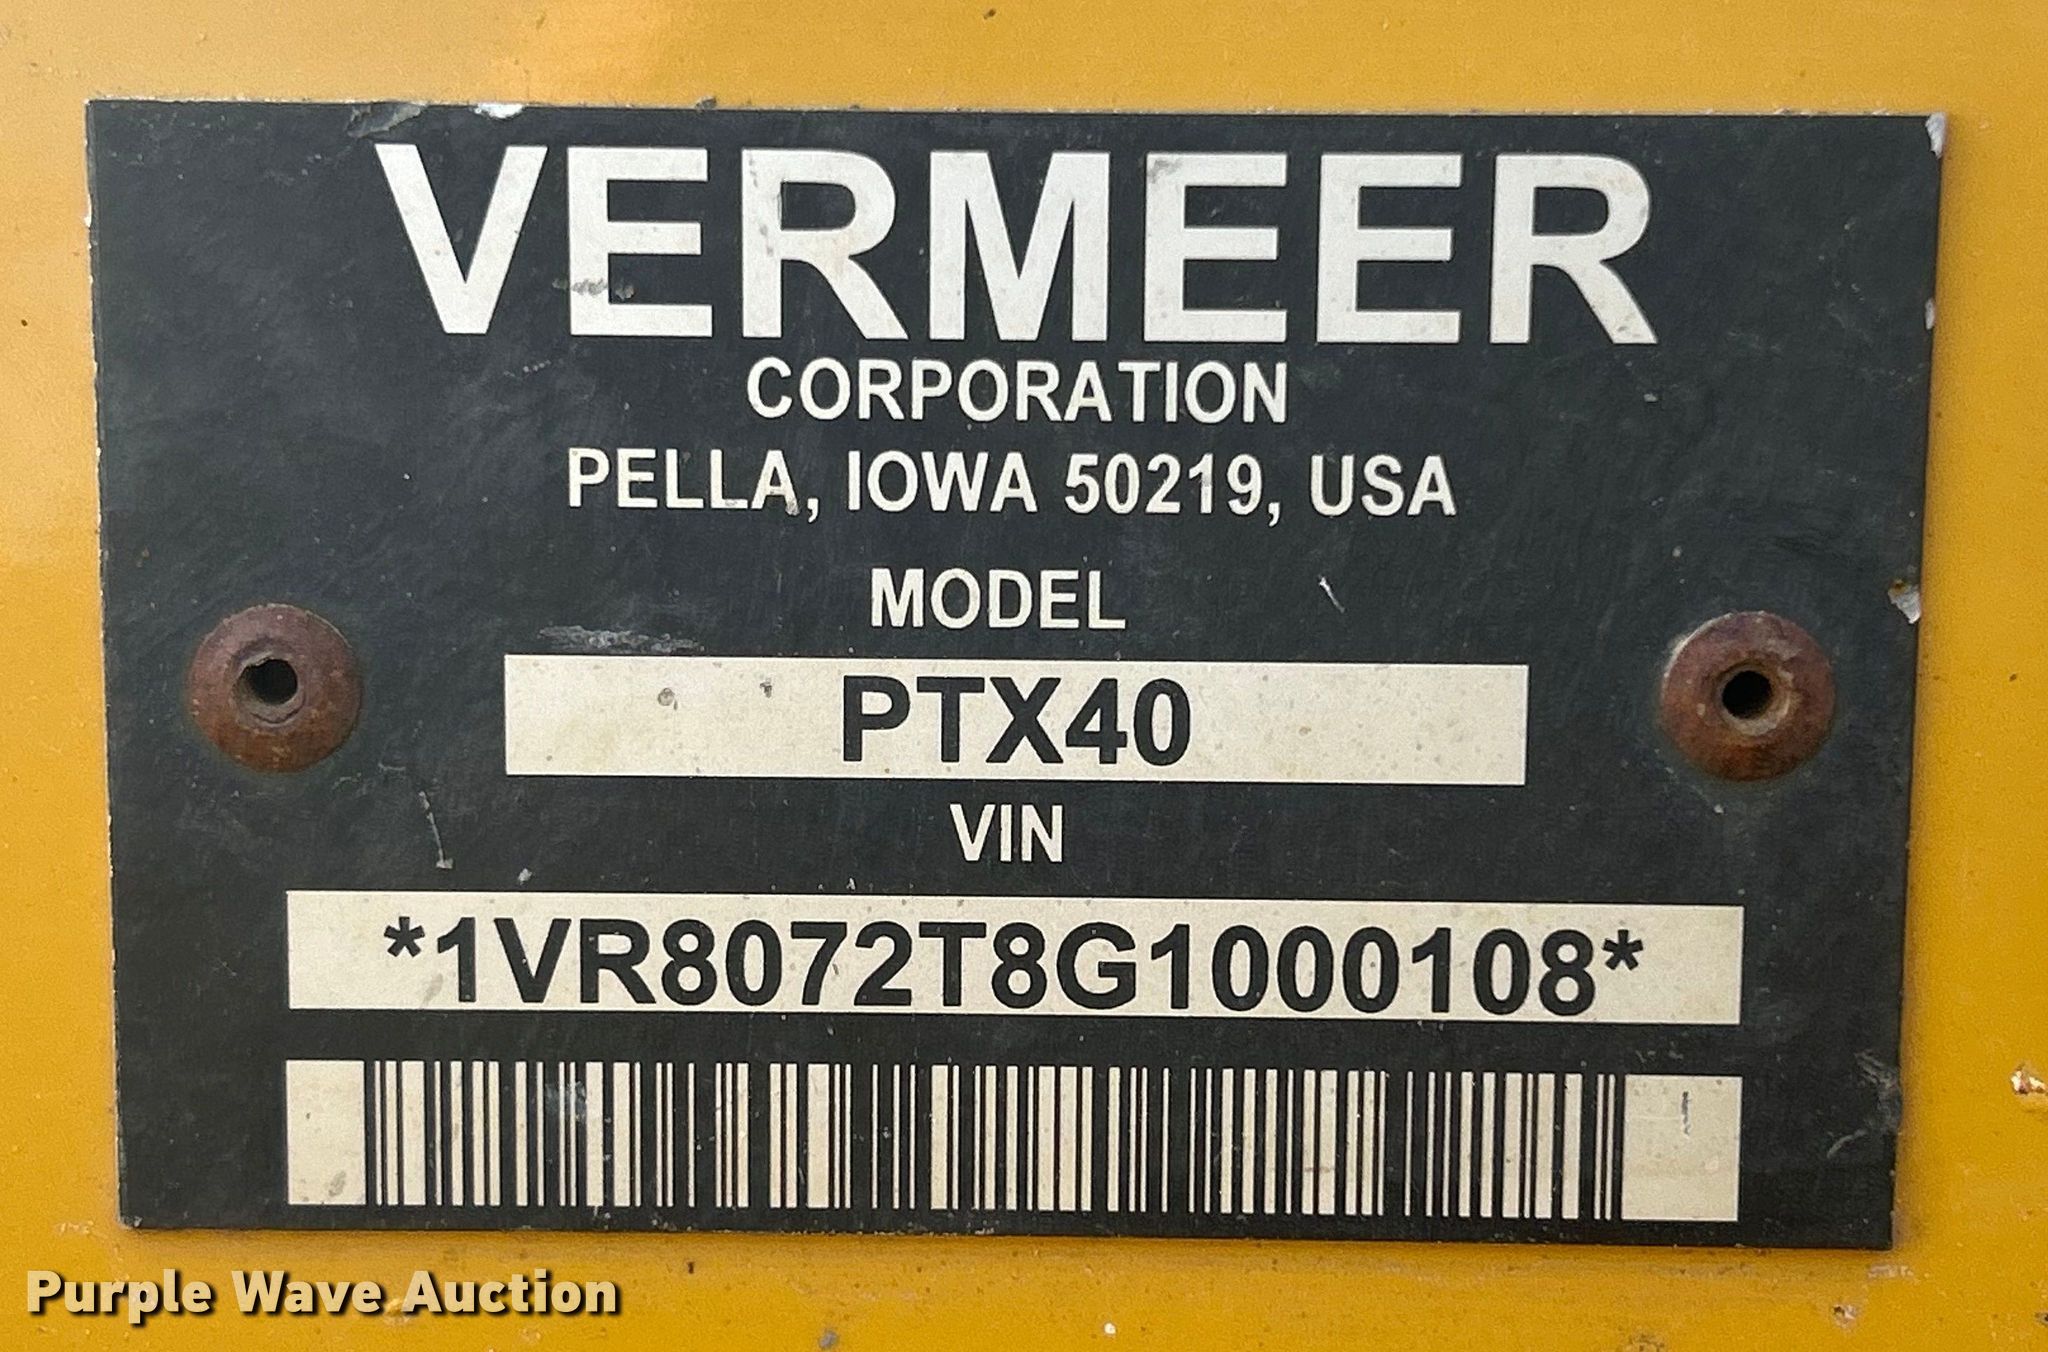 VERMEER
CORPORATION
PELLA, IOWA 50219, USA
MODEL
PTX40
VIN
*1VR8072T8G1000108*
Purple Wave Auction